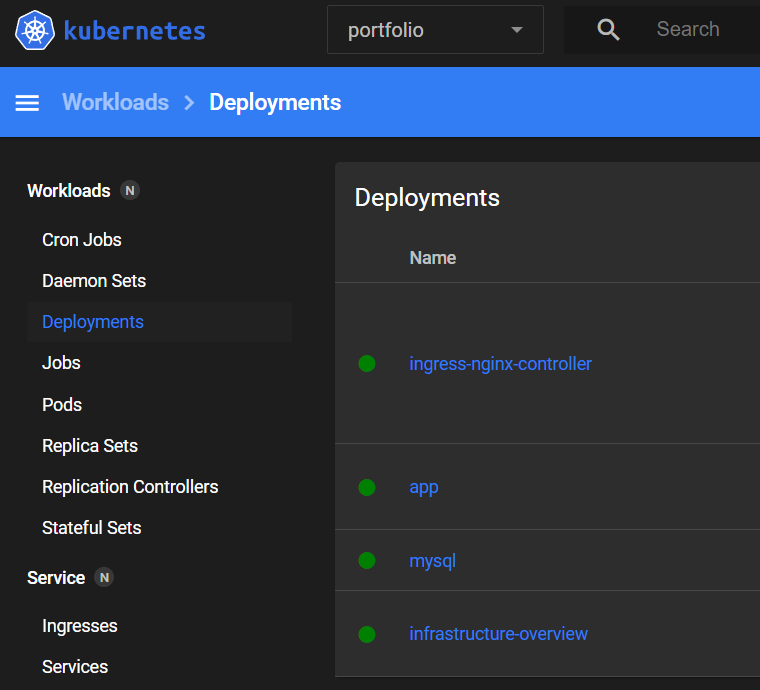 kubernetes
portfolio
Search
Workloads > Deployments
Workloads N
Cron Jobs
Daemon Sets
Deployments
Jobs
Pods
Replica Sets
Replication Controllers
Stateful Sets
Service N
Ingresses
Services
Deployments
Name
ingress-nginx-controller
app
mysql
infrastructure-overview